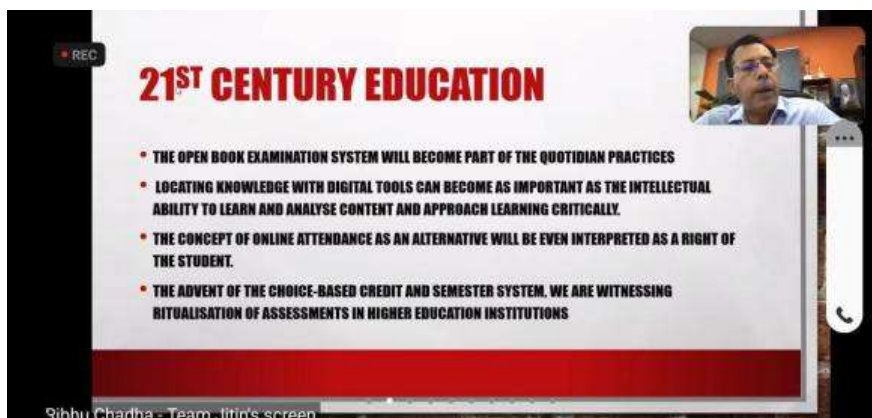 REC
21ST CENTURY EDUCATION
• THE OPEN BOOK EXAMINATION SYSTEM WILL BECOME PART OF THE QUOTIDIAN PRACTICES
• LOCATING KNOWLEDGE WITH DIGITAL TOOLS CAN BECOME AS IMPORTANT AS THE INTELLECTUAL
ABILITY TO LEARN AND ANALYSE CONTENT AND APPROACH LEARNING CRITICALLY.
• THE CONCEPT OF ONLINE ATTENDANCE AS AN ALTERNATIVE WILL BE EVEN INTERPRETED AS A RIGHT OF
THE STUDENT.
• THE ADVENT OF THE CHOICE-BASED CREDIT AND SEMESTER SYSTEM, WE ARE WITNESSING
RITUALISATION OF ASSESSMENTS IN HIGHER EDUCATION INSTITUTIONS
Ribhu Chadha - Team Jitin's screen